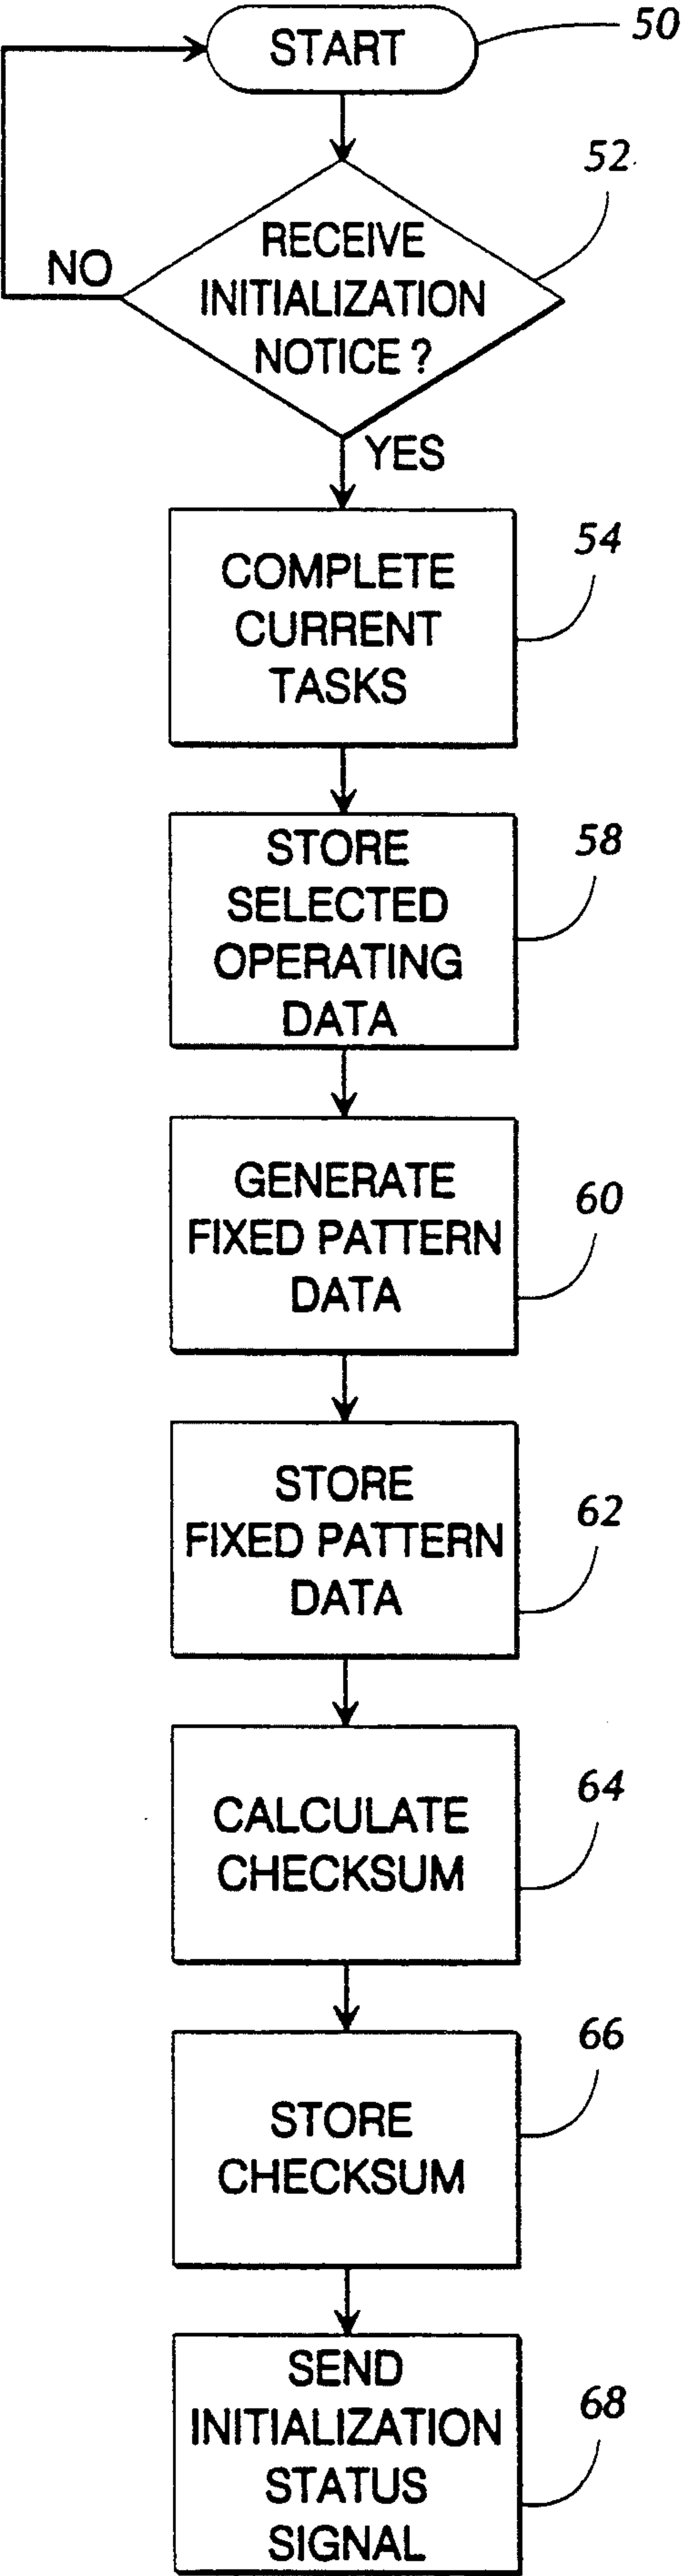 START
50
52
RECEIVE
INITIALIZATION
NOTICE ?
NO
YES
COMPLETE
CURRENT
TASKS
54
STORE
SELECTED
OPERATING
DATA
58
GENERATE
FIXED PATTERN
DATA
60
STORE
FIXED PATTERN
DATA
62
CALCULATE
CHECKSUM
64
STORE
CHECKSUM
66
SEND
INITIALIZATION
STATUS
SIGNAL
68